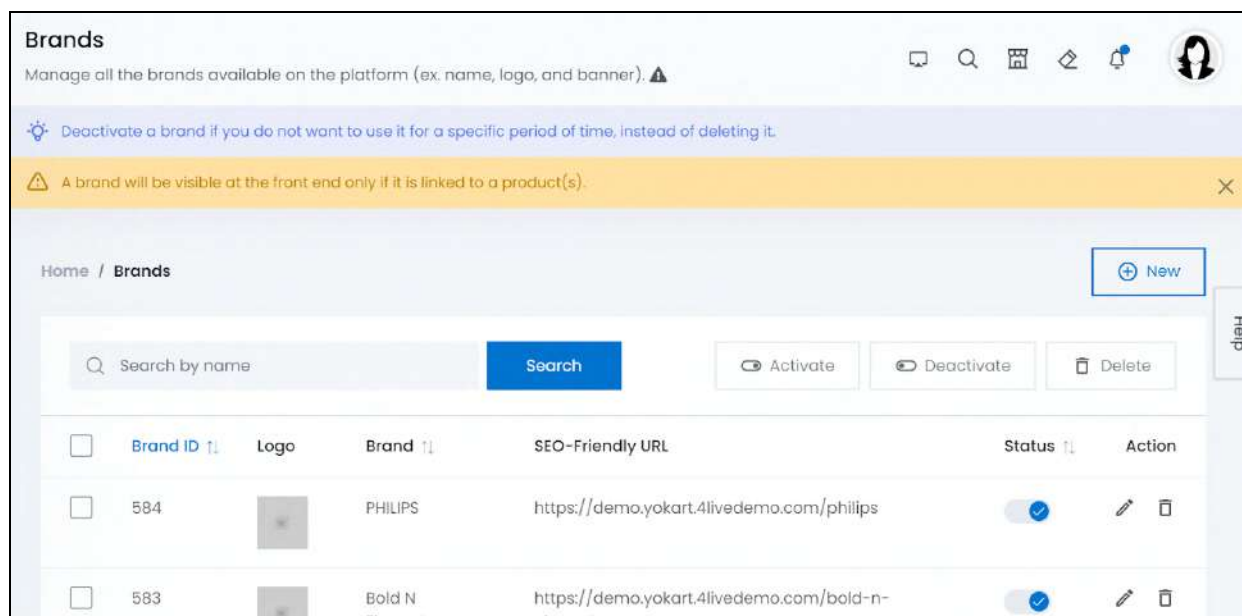 Brands
Manage all the brands available on the platform (ex. name, logo, and banner).
Deactivate a brand if you do not want to use it for a specific period of time, instead of deleting it.
A brand will be visible at the front end only if it is linked to a product(s).
Home / Brands
New
Help
Search by name
Search
Activate
Deactivate
Delete
Brand ID Logo Brand SEO-Friendly URL Status Action
584 PHILIPS https://demo.yokart.4livedemo.com/philips
583 Bold N https://demo.yokart.4livedemo.com/bold-n-